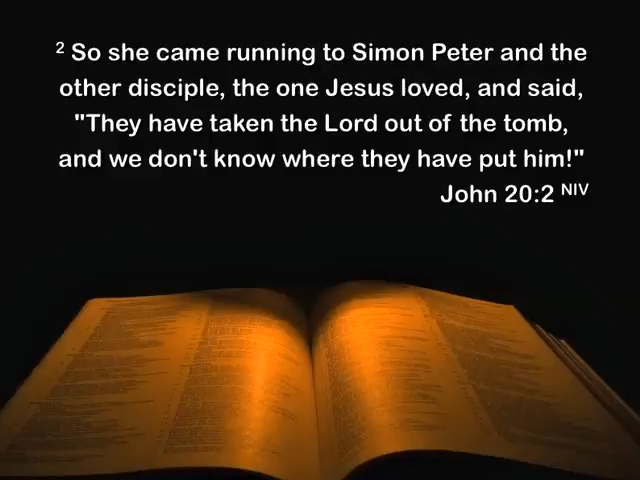 2 So she came running to Simon Peter and the
other disciple, the one Jesus loved, and said,
"They have taken the Lord out of the tomb,
and we don't know where they have put him!"
John 20:2 NIV